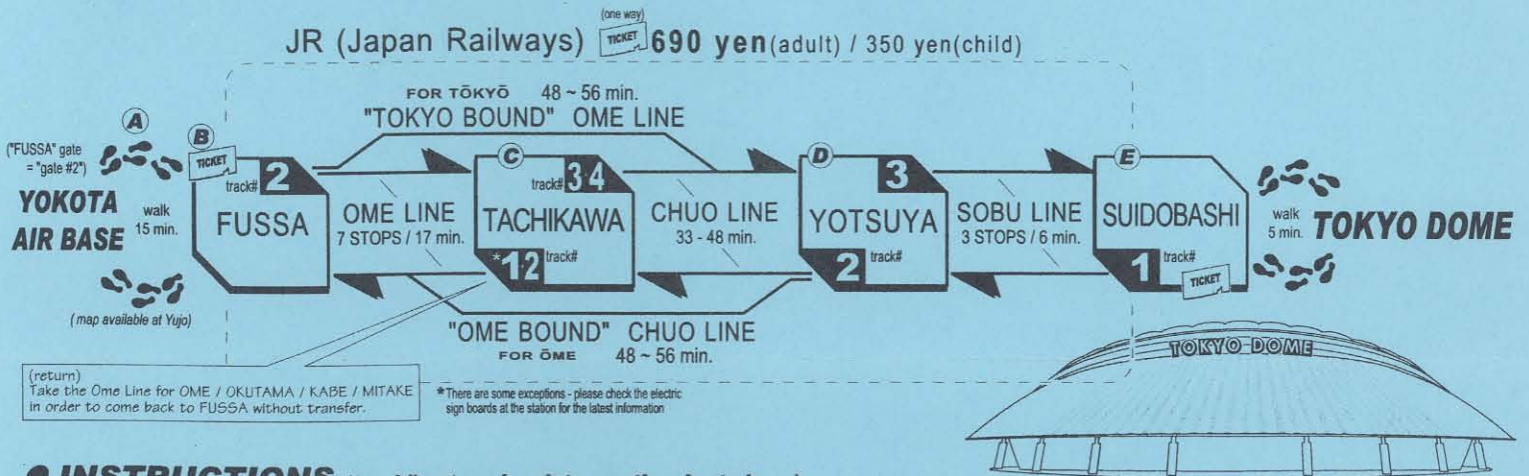 (one way)
JR (Japan Railways) TICKET 690 yen (adult) / 350 yen (child)
FOR TŌKYŌ 48 ~ 56 min.
"TOKYO BOUND" OME LINE
A
B
C
D
E
("FUSSA" gate
= "gate #2")
YOKOTA
AIR BASE
walk
15 min.
(map available at Yujo)
TICKET
track# 2
FUSSA
OME LINE
7 STOPS / 17 min.
track# 3·4
TACHIKAWA
*1·2 track#
CHUO LINE
33 - 48 min.
3
YOTSUYA
2 track#
SOBU LINE
3 STOPS / 6 min.
SUIDOBASHI
1 track#
TICKET
walk
5 min.
TOKYO DOME
"OME BOUND" CHUO LINE
FOR ŌME 48 ~ 56 min.
(return)
Take the Ome Line for OME / OKUTAMA / KABE / MITAKE
in order to come back to FUSSA without transfer.
*There are some exceptions - please check the electric
sign boards at the station for the latest information
TOKYO DOME
INSTRUCTIONS